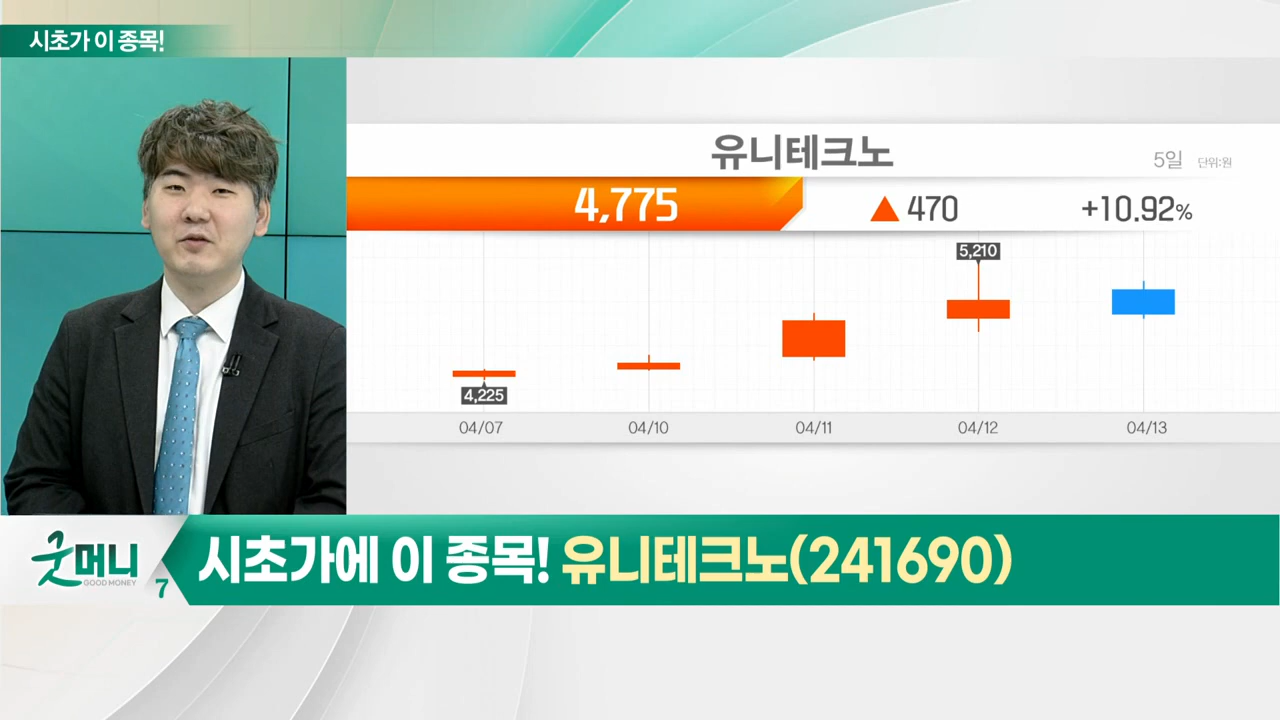 시초가 이 종목!
유니테크노
5일 단위:원
4,775 ▲ 470 +10.92%
5,210
4,225
04/07 04/10 04/11 04/12 04/13
굿머니
GOOD MONEY
7
시초가에 이 종목! 유니테크노(241690)